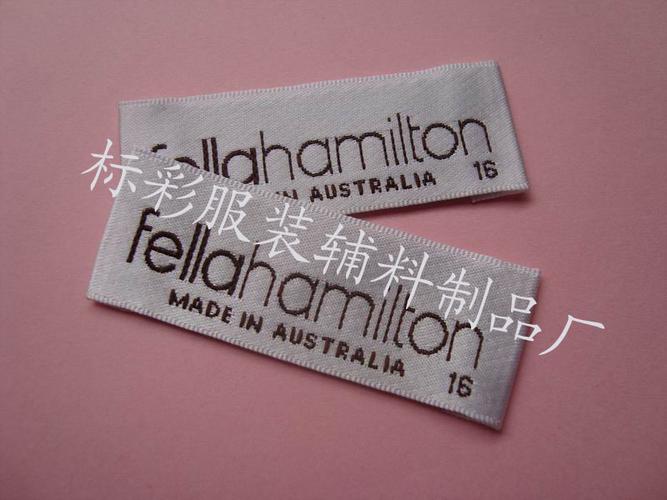 fellahamilton
IN AUSTRALIA
16
标彩服装辅料制品厂
fellahamilton
MADE IN AUSTRALIA
16